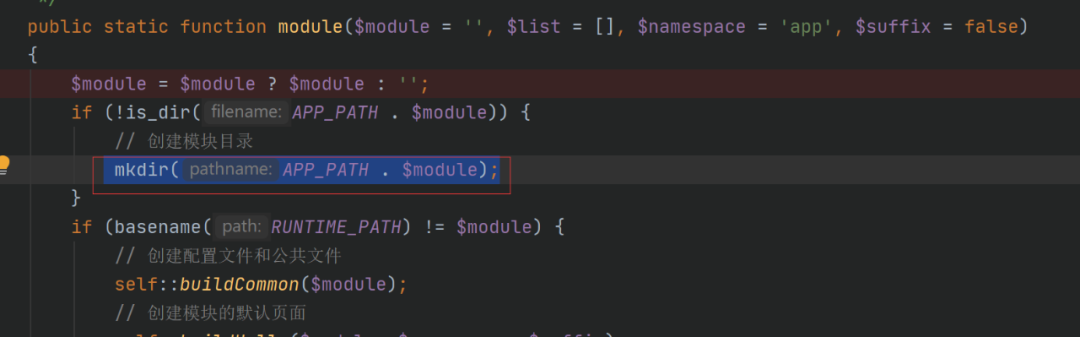 */
public static function module($module = '', $list = [], $namespace = 'app', $suffix = false)
{
$module = $module ? $module : '';
if (!is_dir( filename: APP_PATH . $module)) {
// 创建模块目录
mkdir( pathname: APP_PATH . $module);
}
if (basename( path: RUNTIME_PATH) != $module) {
// 创建配置文件和公共文件
self::buildCommon($module);
// 创建模块的默认页面